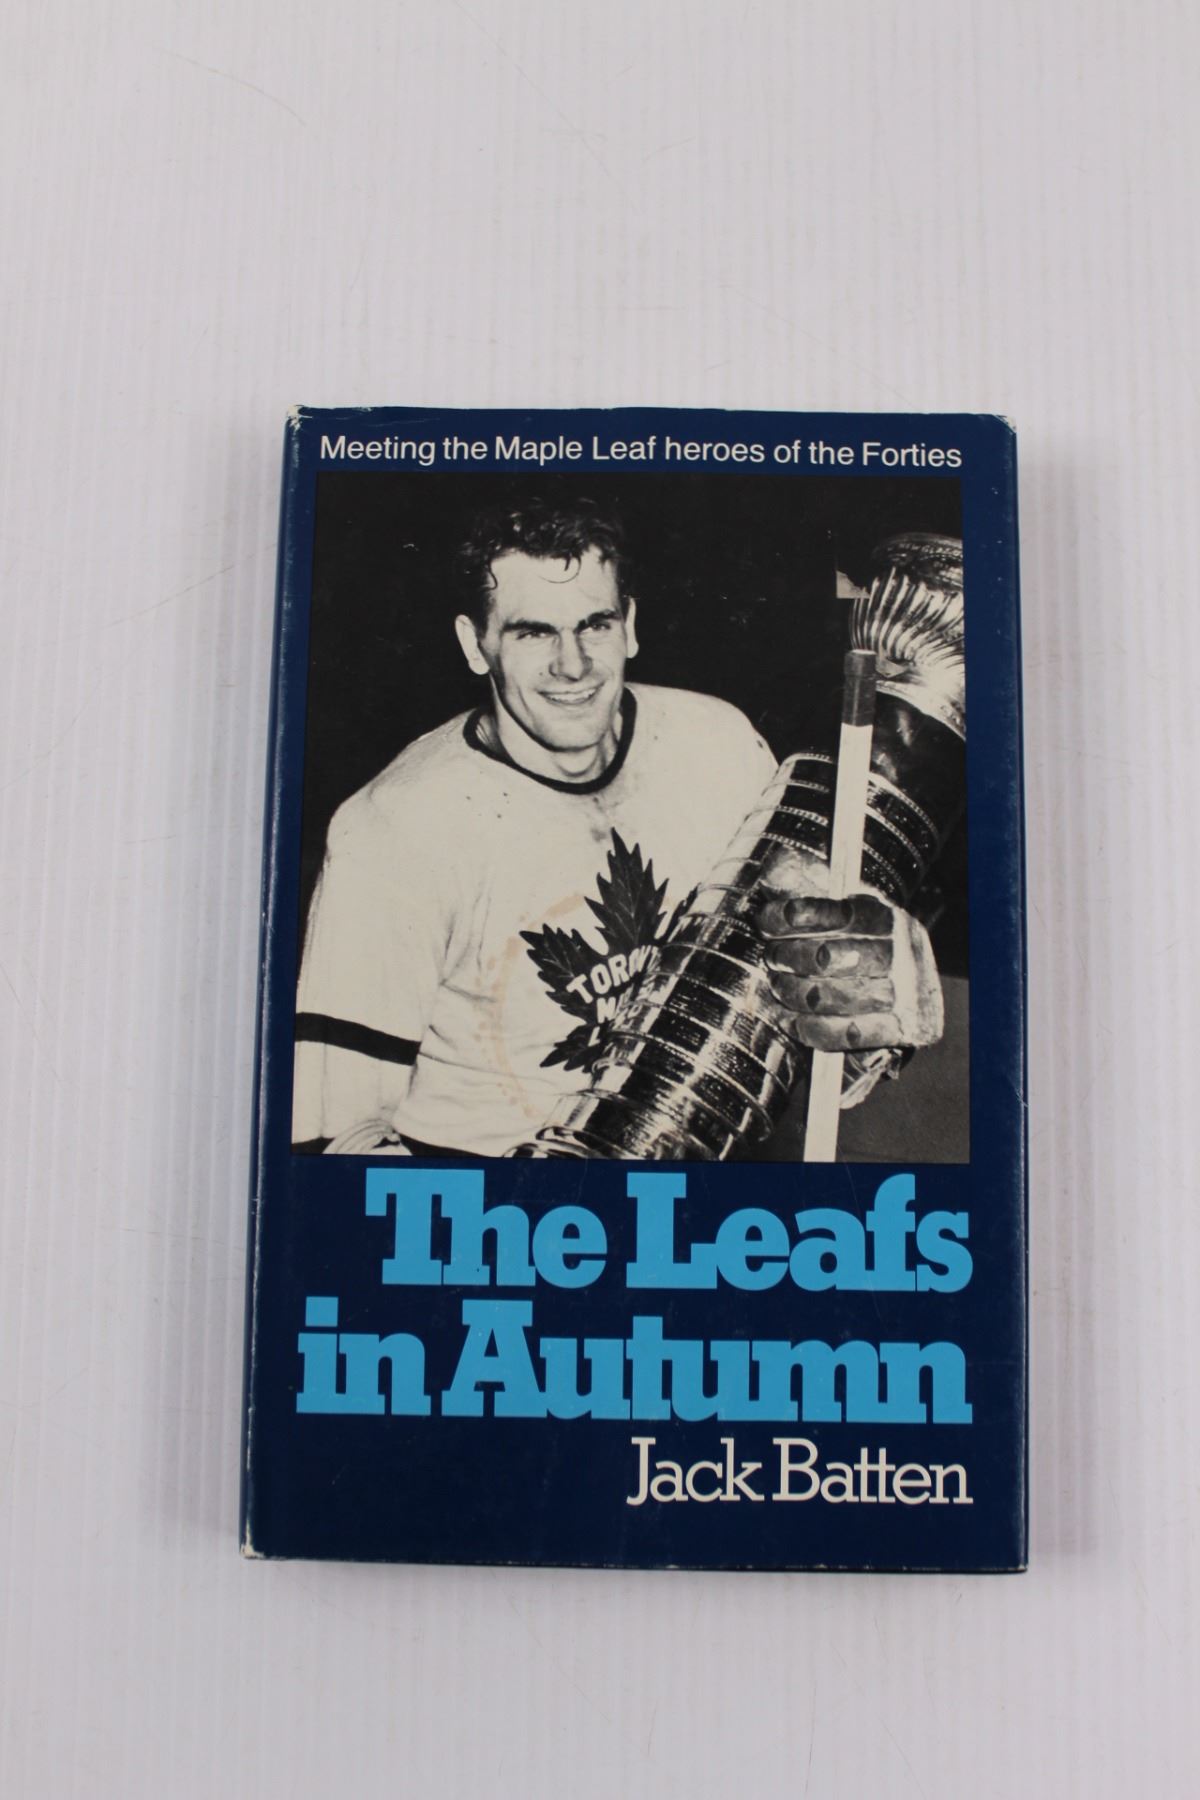 Meeting the Maple Leaf heroes of the Forties
The Leafs
in Autumn
Jack Batten